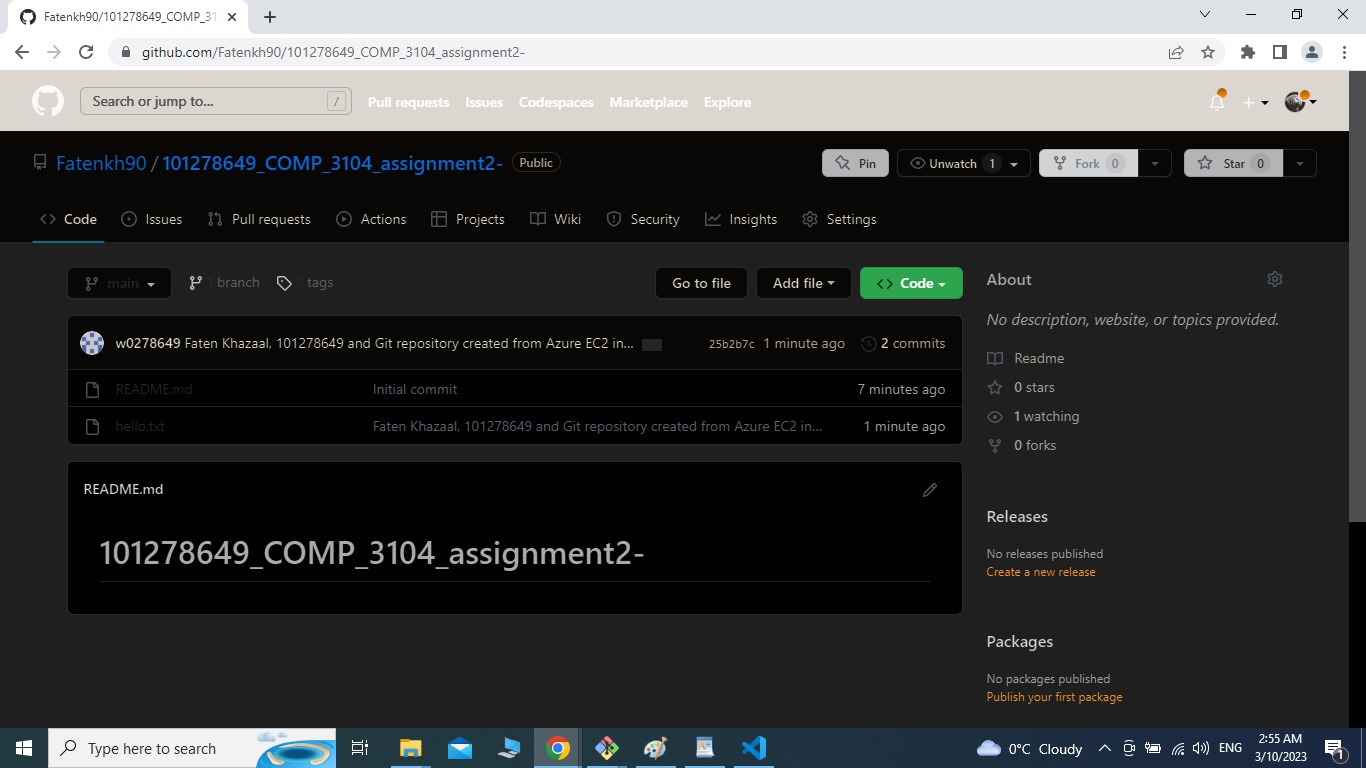 Fatenkh90/101278649_COMP_31
github.com/Fatenkh90/101278649_COMP_3104_assignment2-
Search or jump to... /
Pull requests Issues Codespaces Marketplace Explore
Fatenkh90 / 101278649_COMP_3104_assignment2- Public
Pin
Unwatch 1
Fork 0
Star 0
Code Issues Pull requests Actions Projects Wiki Security Insights Settings
main
branch
0 tags
Go to file
Add file
Code
w0278649 Faten Khazaal, 101278649 and Git repository created from Azure EC2 in...
25b2b7c 1 minute ago
2 commits
README.md Initial commit 7 minutes ago
hello.txt Faten Khazaal, 101278649 and Git repository created from Azure EC2 in... 1 minute ago
README.md
101278649_COMP_3104_assignment2-
About
No description, website, or topics provided.
Readme
0 stars
1 watching
0 forks
Releases
No releases published
Create a new release
Packages
No packages published
Publish your first package
Type here to search
0°C Cloudy
ENG
2:55 AM
3/10/2023
1